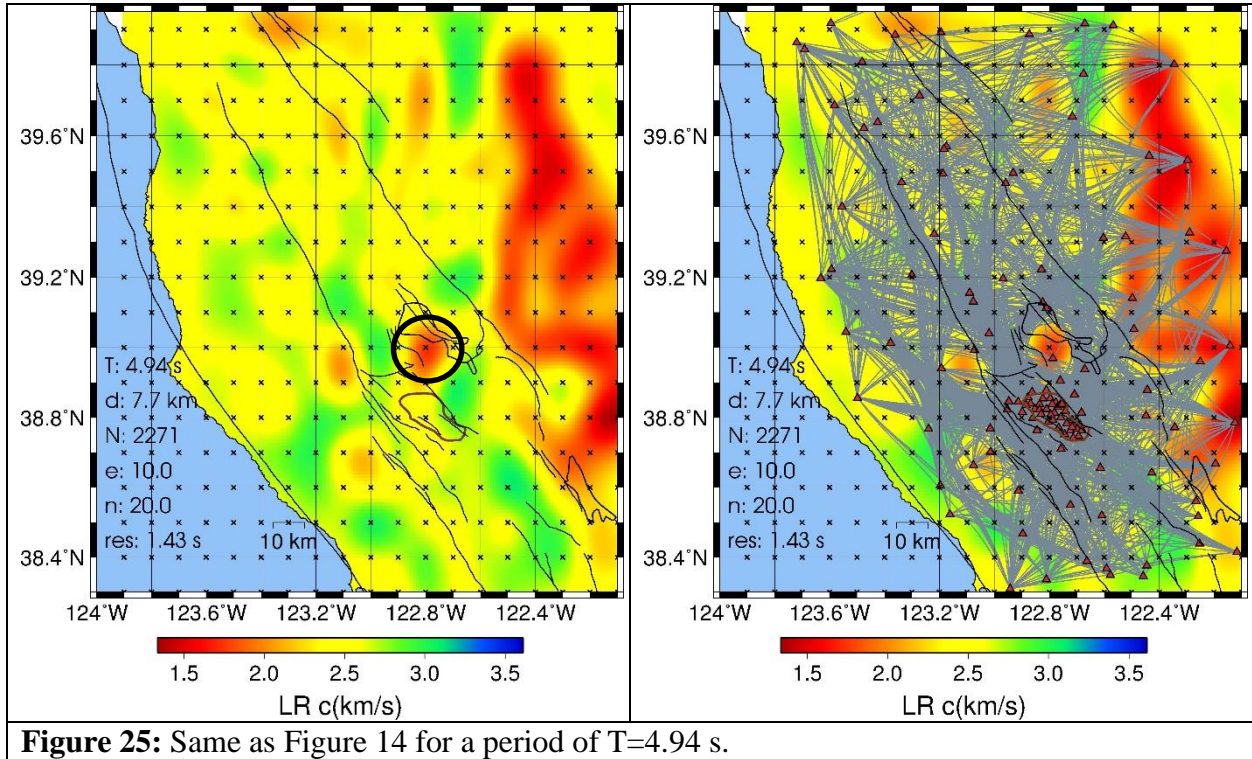 39.6°N
39.2°N
38.8°N
38.4°N
T: 4.94 s
d: 7.7 km
N: 2271
e: 10.0
n: 20.0
res: 1.43 s
10 km
124°W 123.6°W 123.2°W 122.8°W 122.4°W
1.5 2.0 2.5 3.0 3.5
LR c(km/s)
39.6°N
39.2°N
38.8°N
38.4°N
T: 4.94 s
d: 7.7 km
N: 2271
e: 10.0
n: 20.0
res: 1.43 s
10 km
124°W 123.6°W 123.2°W 122.8°W 122.4°W
1.5 2.0 2.5 3.0 3.5
LR c(km/s)
Figure 25: Same as Figure 14 for a period of T=4.94 s.